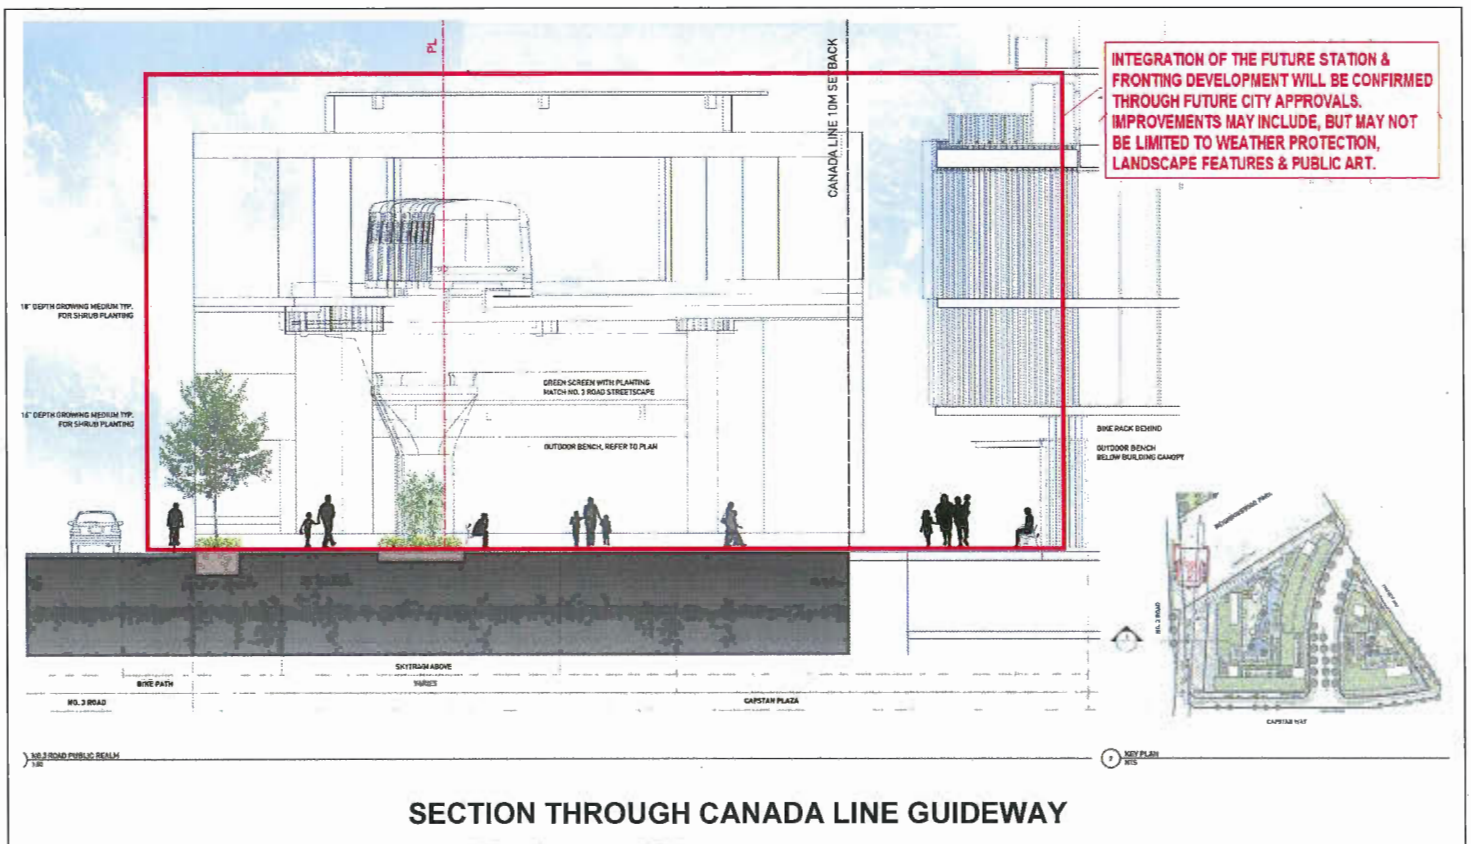 PL
CANADA LINE 10M SETBACK
INTEGRATION OF THE FUTURE STATION &
FRONTING DEVELOPMENT WILL BE CONFIRMED
THROUGH FUTURE CITY APPROVALS.
IMPROVEMENTS MAY INCLUDE, BUT MAY NOT
BE LIMITED TO WEATHER PROTECTION,
LANDSCAPE FEATURES & PUBLIC ART.
18" DEPTH GROWING MEDIUM TYP.
FOR SHRUB PLANTING
GREEN SCREEN WITH PLANTING
MATCH NO. 3 ROAD STREETSCAPE
DEPTH GROWING MEDIUM TYP.
FOR SHRUB PLANTING
OUTDOOR BENCH, REFER TO PLAN
BIKE RACK BEHIND
OUTDOOR BENCH
BELOW BUILDING CANOPY
NEIGHBOURHOOD PARK
NO. 3 ROAD
CAPSTAN WAY
SKYTRAIN ABOVE
BIKE PATH
VARIES
NO. 3 ROAD
CAPSTAN PLAZA
NO.3 ROAD PUBLIC REALM
KEY PLAN
NTS
SECTION THROUGH CANADA LINE GUIDEWAY